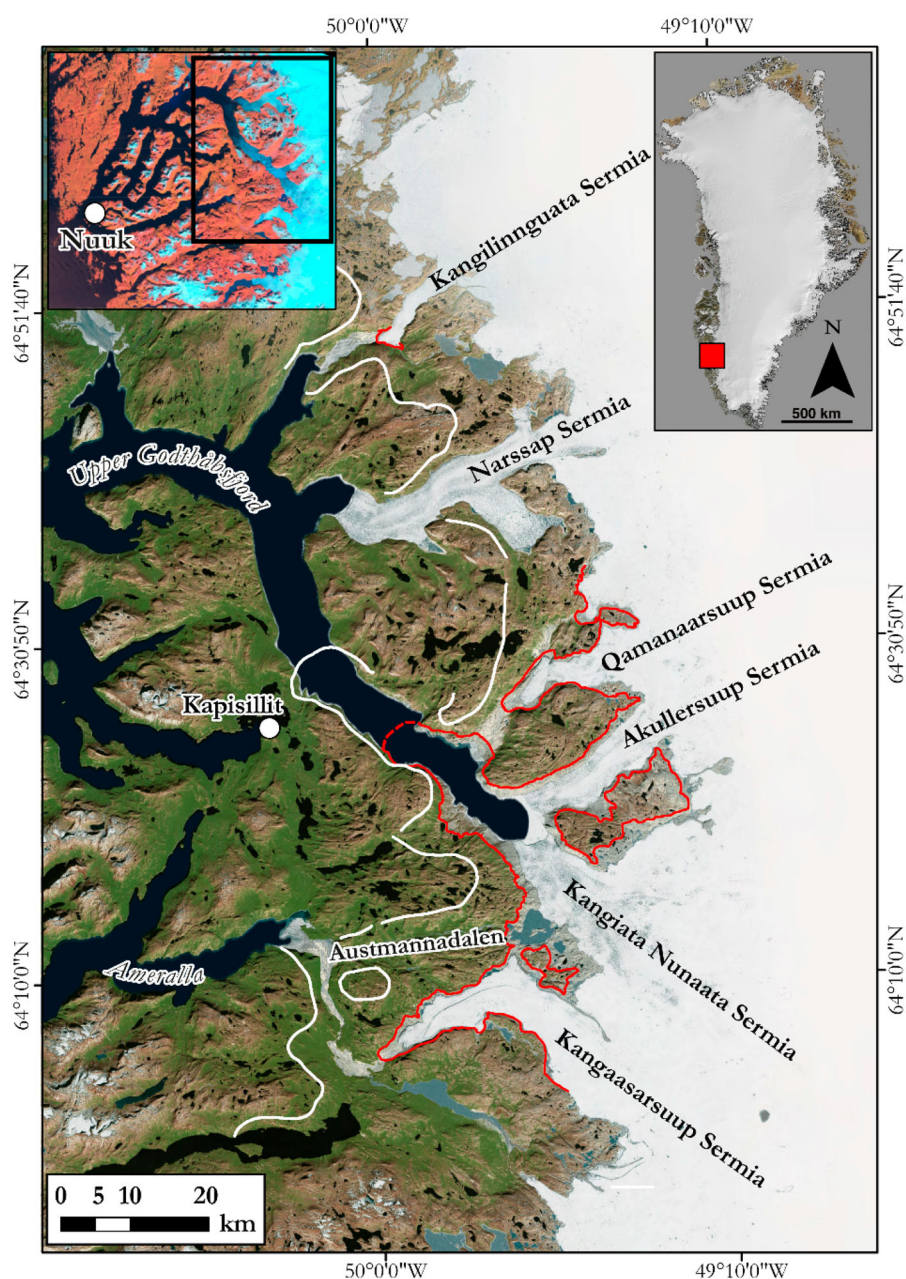 50°0'0"W
49°10'0"W
Nuuk
Kangilinnguata Sermia
N
500 km
64°51'40"N
64°51'40"N
Narssap Sermia
Upper Godthåbsfjord
Qamanaarsuup Sermia
64°30'50"N
64°30'50"N
Akullersuup Sermia
Kapisillit
Kangiata Nunaata Sermia
Austmannadalen
Ameralla
64°10'0"N
64°10'0"N
Kangaasarsuup Sermia
0 5 10 20
km
50°0'0"W
49°10'0"W